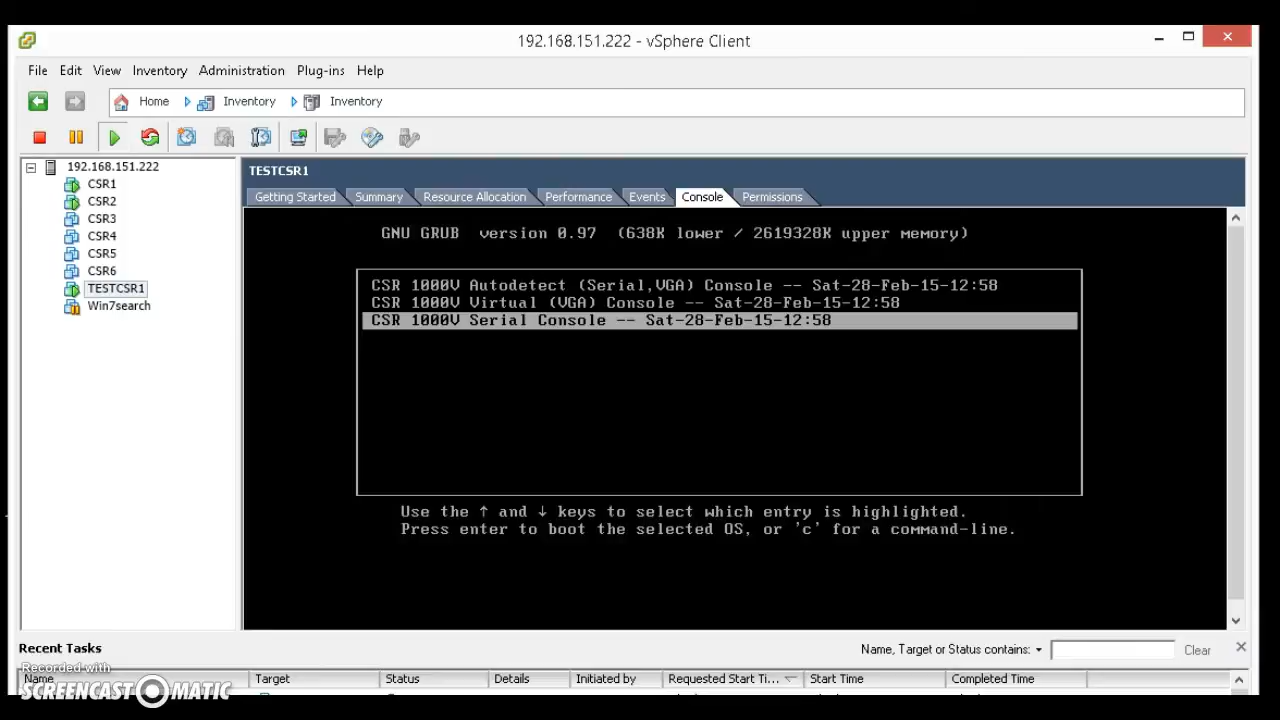 192.168.151.222 - vSphere Client
File Edit View Inventory Administration Plug-ins Help
Home Inventory Inventory
192.168.151.222
CSR1
CSR2
CSR3
CSR4
CSR5
CSR6
TESTCSR1
Win7search
TESTCSR1
Getting Started Summary Resource Allocation Performance Events Console Permissions
GNU GRUB version 0.97 (638K lower / 2619328K upper memory)
CSR 1000V Autodetect (Serial,VGA) Console -- Sat-28-Feb-15-12:58
CSR 1000V Virtual (VGA) Console -- Sat-28-Feb-15-12:58
CSR 1000V Serial Console -- Sat-28-Feb-15-12:58
Use the ↑ and ↓ keys to select which entry is highlighted.
Press enter to boot the selected OS, or 'c' for a command-line.
Recent Tasks
Name, Target or Status contains: Clear
Recorded with
Name Target Status Details Initiated by Requested Start Ti... Start Time Completed Time
SCREENCAST MATIC